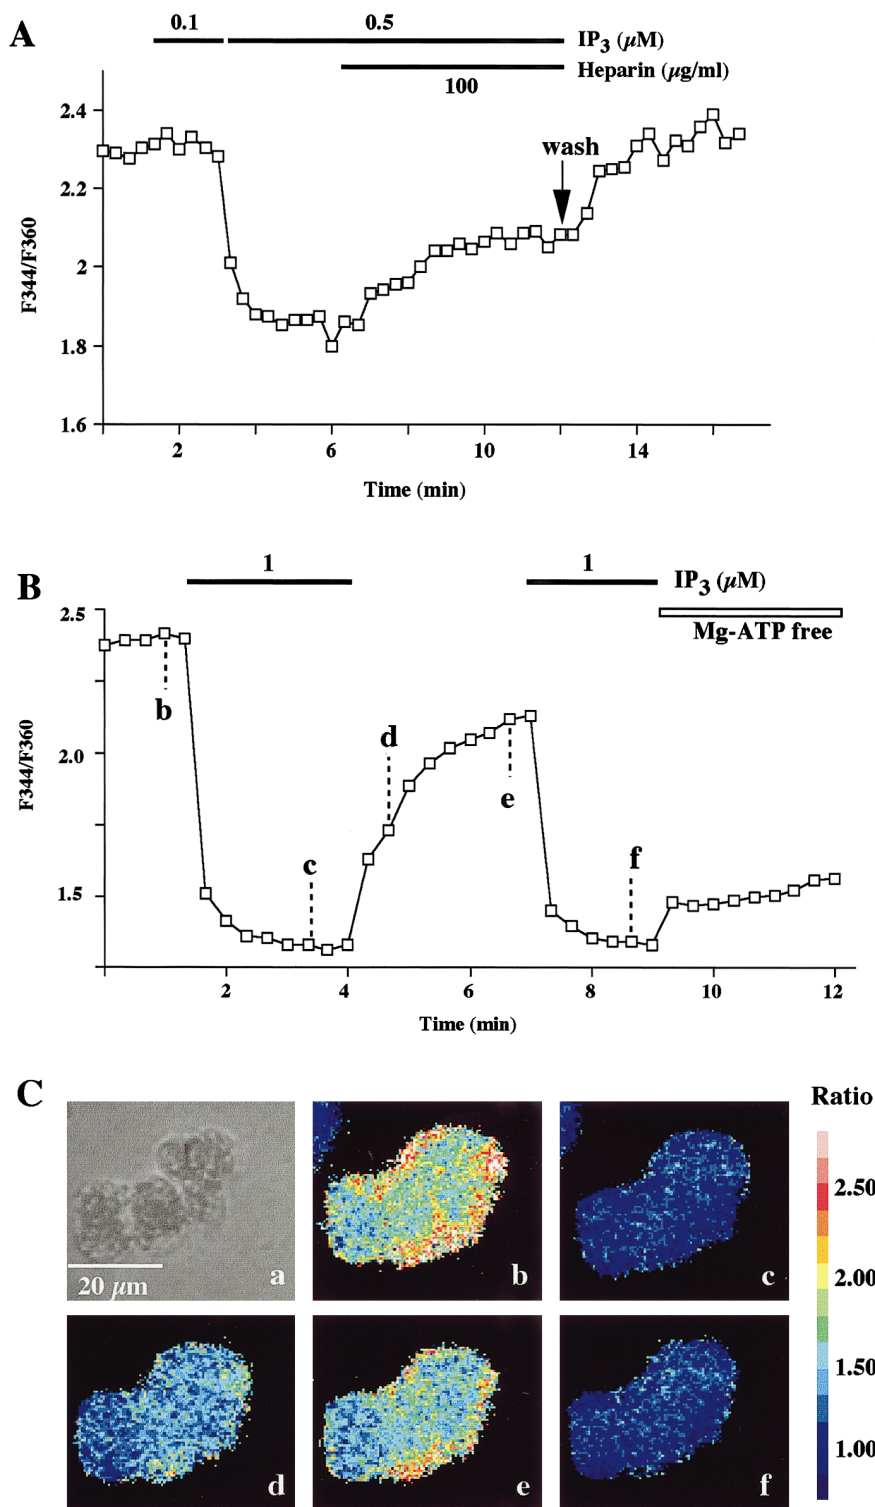 A
0.1 0.5 IP3 (μM)
100 Heparin (μg/ml)
wash
F344/F360
2.4
2.2
2
1.8
1.6
2 6 10 14
Time (min)
B
1 1 IP3 (μM)
Mg-ATP free
F344/F360
2.5
2.0
1.5
b c d e f
2 4 6 8 10 12
Time (min)
C
Ratio
2.50
2.00
1.50
1.00
20 μm a b c
d e f